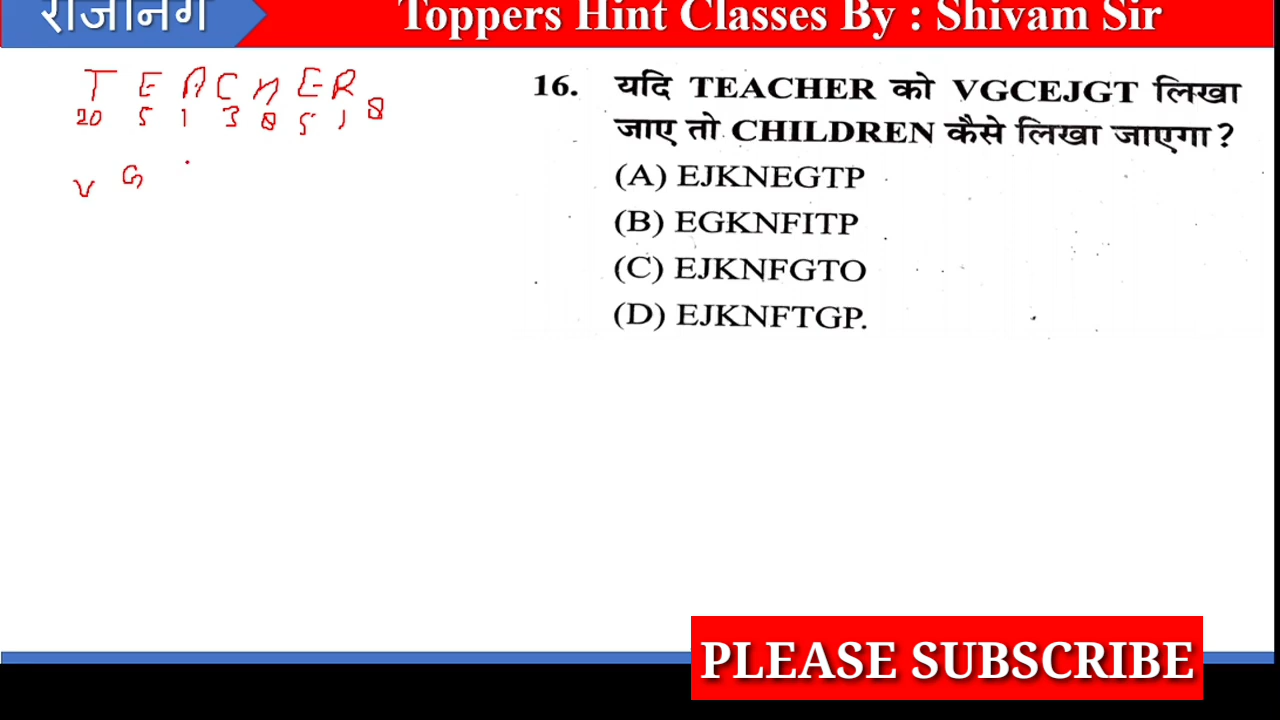 रीजनिंग
Toppers Hint Classes By : Shivam Sir
T E A C H E R
20 5 1 3 8 5 18
V G
16. यदि TEACHER को VGCEJGT लिखा
जाए तो CHILDREN कैसे लिखा जाएगा?
(A) EJKNEGTP
(B) EGKNFITP
(C) EJKNFGTO
(D) EJKNFTGP.
PLEASE SUBSCRIBE